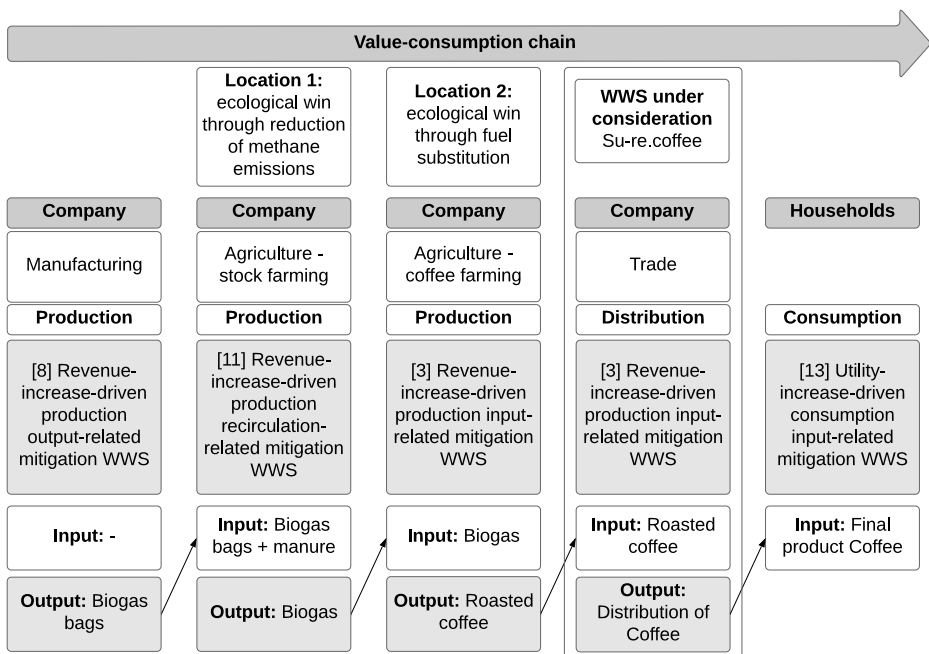 Value-consumption chain
Location 1:
ecological win
through reduction
of methane
emissions
Location 2:
ecological win
through fuel
substitution
WWS under
consideration
Su-re.coffee
Company
Company
Company
Company
Households
Manufacturing
Agriculture -
stock farming
Agriculture -
coffee farming
Trade
Production
Production
Production
Distribution
Consumption
[8] Revenue-
increase-driven
production
output-related
mitigation WWS
[11] Revenue-
increase-driven
production
recirculation-
related mitigation
WWS
[3] Revenue-
increase-driven
production input-
related mitigation
WWS
[3] Revenue-
increase-driven
production input-
related mitigation
WWS
[13] Utility-
increase-driven
consumption
input-related
mitigation WWS
Input: -
Input: Biogas
bags + manure
Input: Biogas
Input: Roasted
coffee
Input: Final
product Coffee
Output: Biogas
bags
Output: Biogas
Output: Roasted
coffee
Output:
Distribution of
Coffee